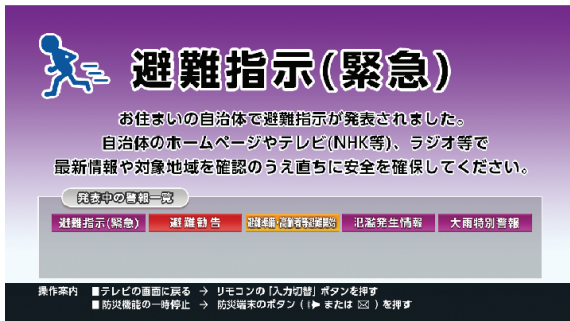 避難指示(緊急)
お住まいの自治体で避難指示が発表されました。
自治体のホームページやテレビ(NHK等)、ラジオ等で
最新情報や対象地域を確認のうえ直ちに安全を確保してください。
発表中の警報一覧
避難指示(緊急) 避難勧告 避難準備・高齢者等避難開始 氾濫発生情報 大雨特別警報
操作案内 ■テレビの画面に戻る → リモコンの「入力切替」ボタンを押す
■防災機能の一時停止 → 防災端末のボタン(I▶ または ✉)を押す